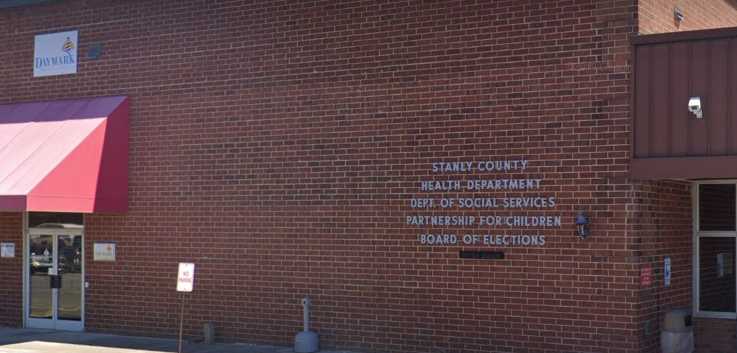 DAYMARK
STANLY COUNTY
HEALTH DEPARTMENT
DEPT. OF SOCIAL SERVICES
PARTNERSHIP FOR CHILDREN
BOARD OF ELECTIONS
NO
PARKING